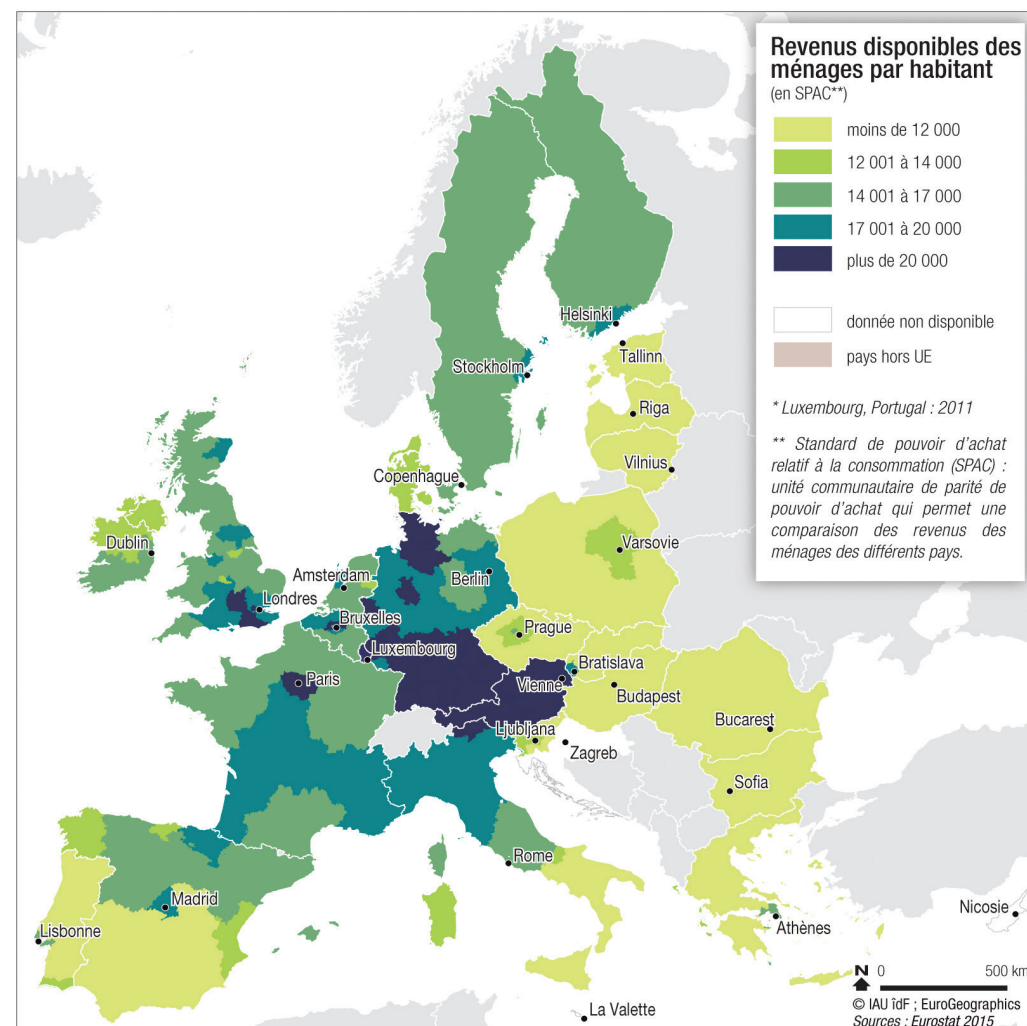 Revenus disponibles des
ménages par habitant
(en SPAC**)
moins de 12 000
12 001 à 14 000
14 001 à 17 000
17 001 à 20 000
plus de 20 000
donnée non disponible
pays hors UE
* Luxembourg, Portugal : 2011
** Standard de pouvoir d'achat
relatif à la consommation (SPAC) :
unité communautaire de parité de
pouvoir d'achat qui permet une
comparaison des revenus des
ménages des différents pays.
Helsinki
Tallinn
Stockholm
Riga
Vilnius
Copenhague
Dublin
Varsovie
Amsterdam
Berlin
Londres
Bruxelles
Prague
Luxembourg
Paris
Bratislava
Vienne
Budapest
Ljubljana
Bucarest
Zagreb
Sofia
Rome
Madrid
Nicosie
Lisbonne
Athènes
La Valette
N 0 500 km
© IAU îdF ; EuroGeographics
Sources : Eurostat 2015